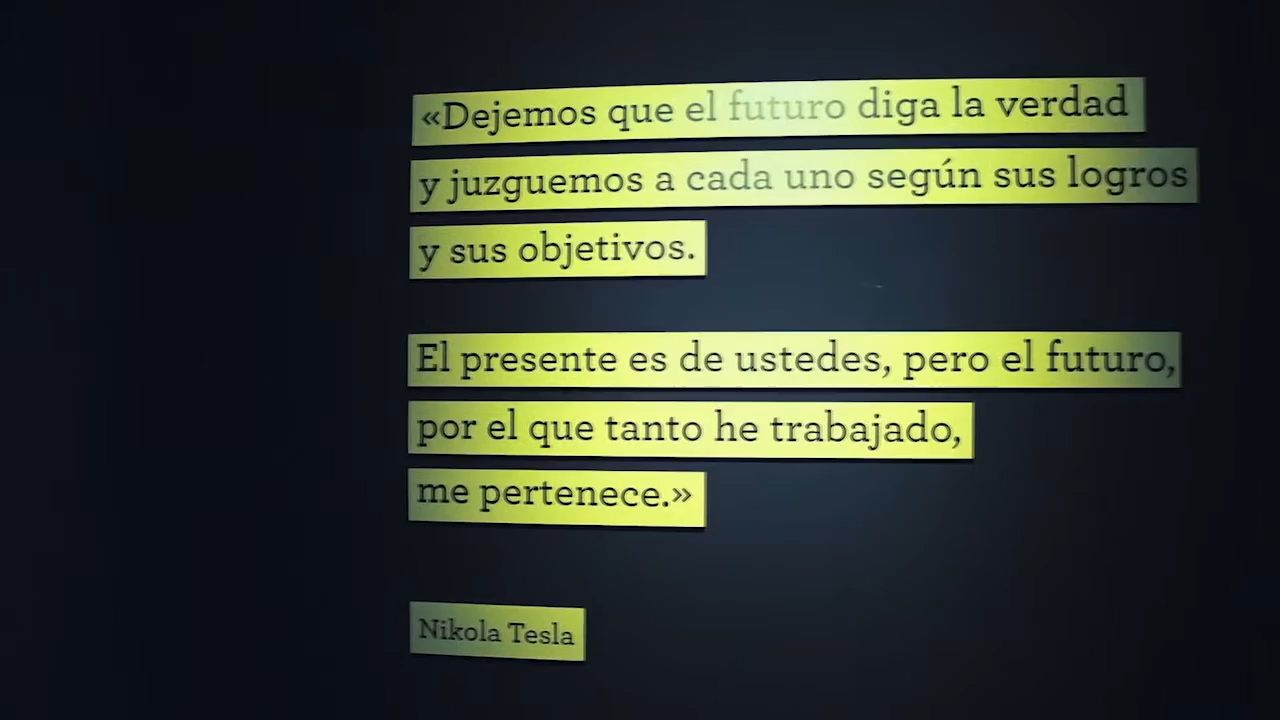 «Dejemos que el futuro diga la verdad
y juzguemos a cada uno según sus logros
y sus objetivos.
El presente es de ustedes, pero el futuro,
por el que tanto he trabajado,
me pertenece.»
Nikola Tesla